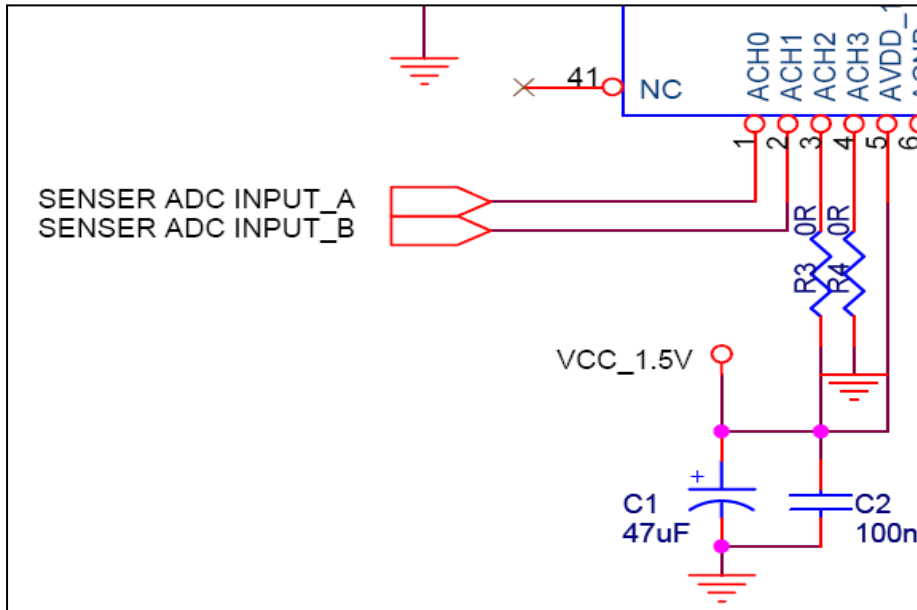 41
NC
ACH0
ACH1
ACH2
ACH3
AVDD_1
1
2
3
4
5
6
SENSER ADC INPUT_A
SENSER ADC INPUT_B
0R
0R
R3
R4
VCC_1.5V
+
C1
47uF
C2
100n